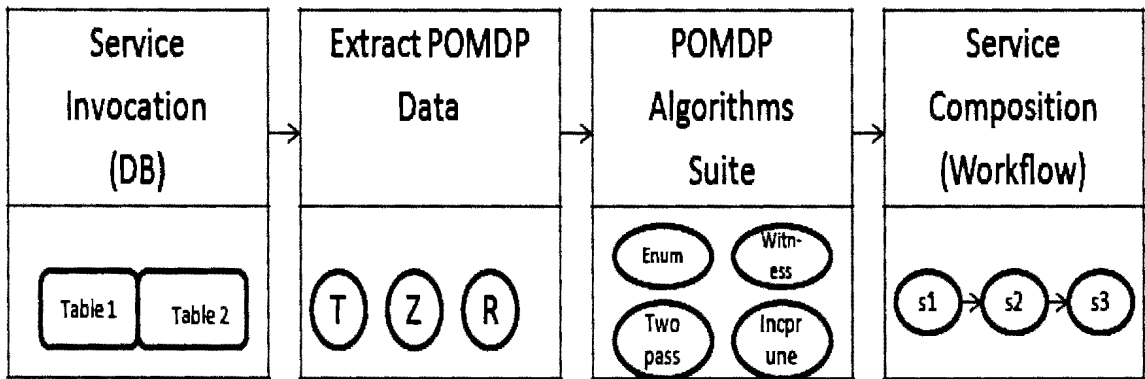 Service
Invocation
(DB)
Extract POMDP
Data
POMDP
Algorithms
Suite
Service
Composition
(Workflow)
Table 1
Table 2
T
Z
R
Enum
Witn-
ess
Two
pass
Incpr
une
s1
s2
s3